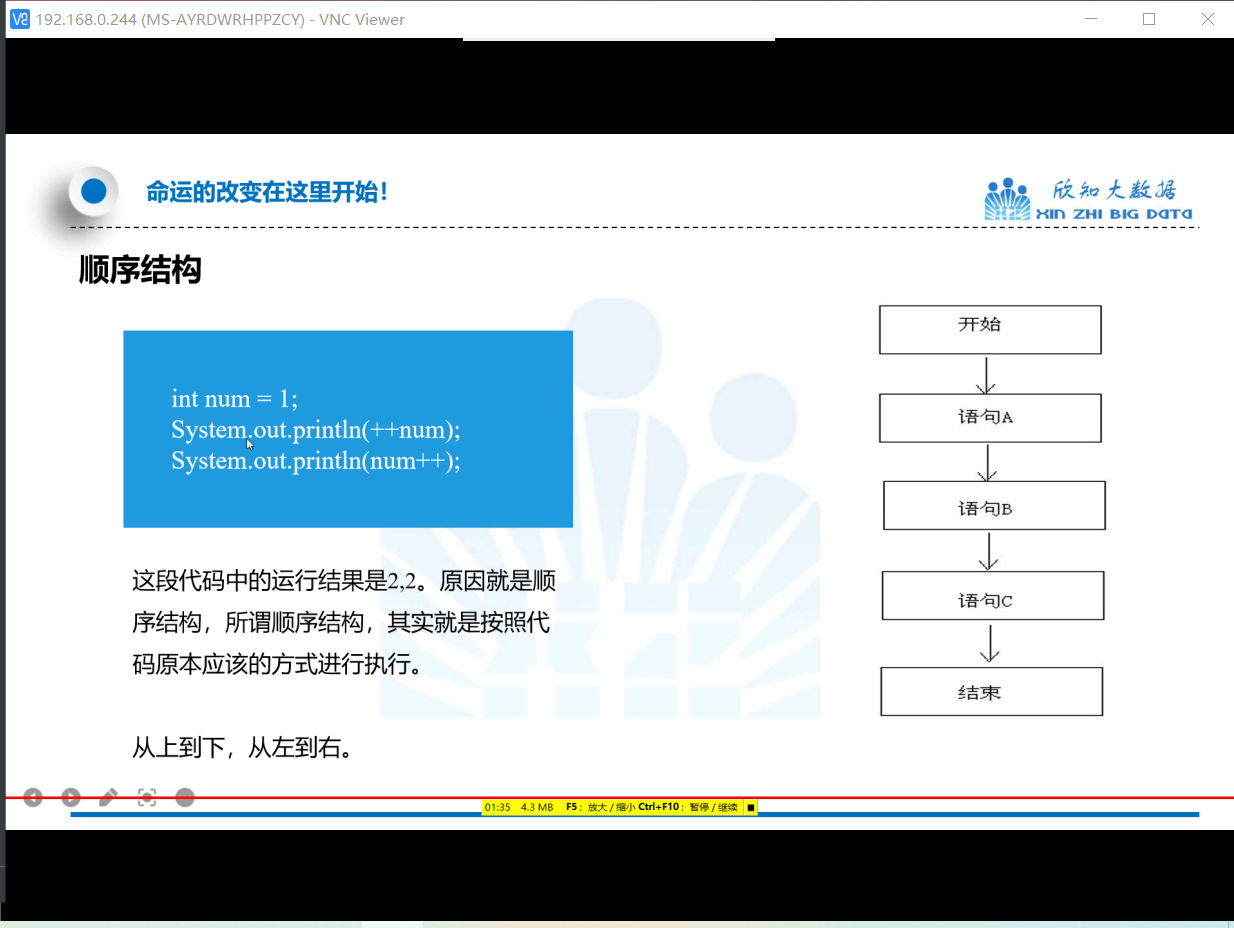 192.168.0.244 (MS-AYRDWRHPPZCY) - VNC Viewer
命运的改变在这里开始！
欣知大数据
XIN ZHI BIG DATA
顺序结构
int num = 1;
System.out.println(++num);
System.out.println(num++);
这段代码中的运行结果是2,2。原因就是顺
序结构，所谓顺序结构，其实就是按照代
码原本应该的方式进行执行。
从上到下，从左到右。
开始
语句A
语句B
语句C
结束
01:35 4.3 MB F5：放大 / 缩小 Ctrl+F10：暂停 / 继续